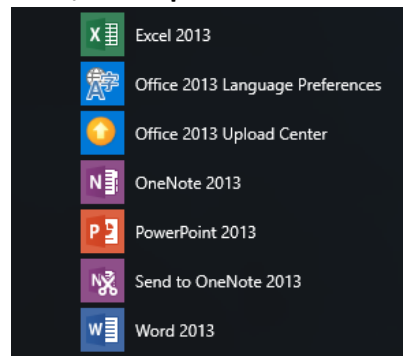 Excel 2013
Office 2013 Language Preferences
Office 2013 Upload Center
OneNote 2013
PowerPoint 2013
Send to OneNote 2013
Word 2013